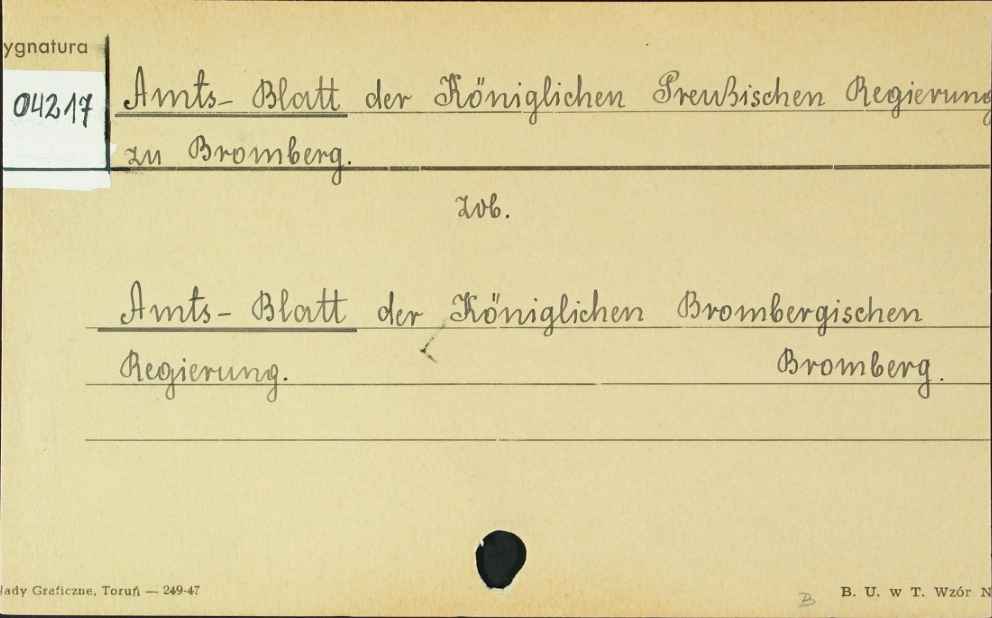 ygnatura
04217
Amts-Blatt der Königlichen Preußischen Regierung
zu Bromberg.
zob.
Amts-Blatt der Königlichen Brombergischen
Regierung. Bromberg.
łady Graficzne, Toruń — 249-47
B
B. U. w T. Wzór N